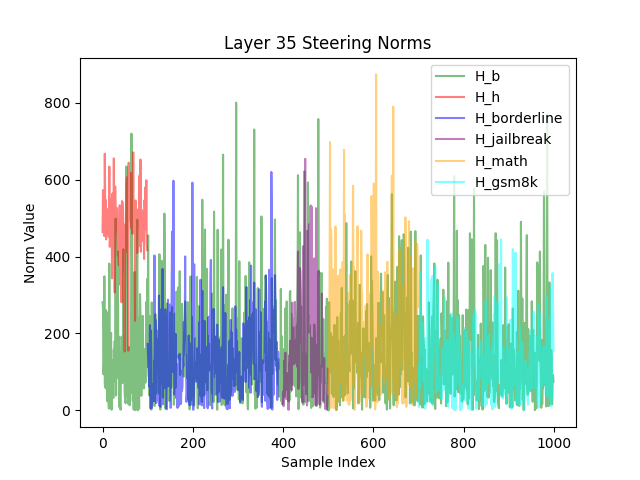 Layer 35 Steering Norms
Norm Value
800
600
400
200
0
H_b
H_h
H_borderline
H_jailbreak
H_math
H_gsm8k
0 200 400 600 800 1000
Sample Index